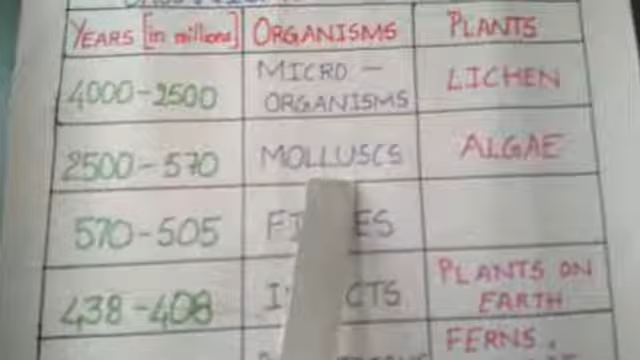 YEARS [in millions] ORGANISMS PLANTS
4000-2500 MICRO-ORGANISMS LICHEN
2500-570 MOLLUSCS ALGAE
570-505
438-408 PLANTS ON EARTH
FERNS.